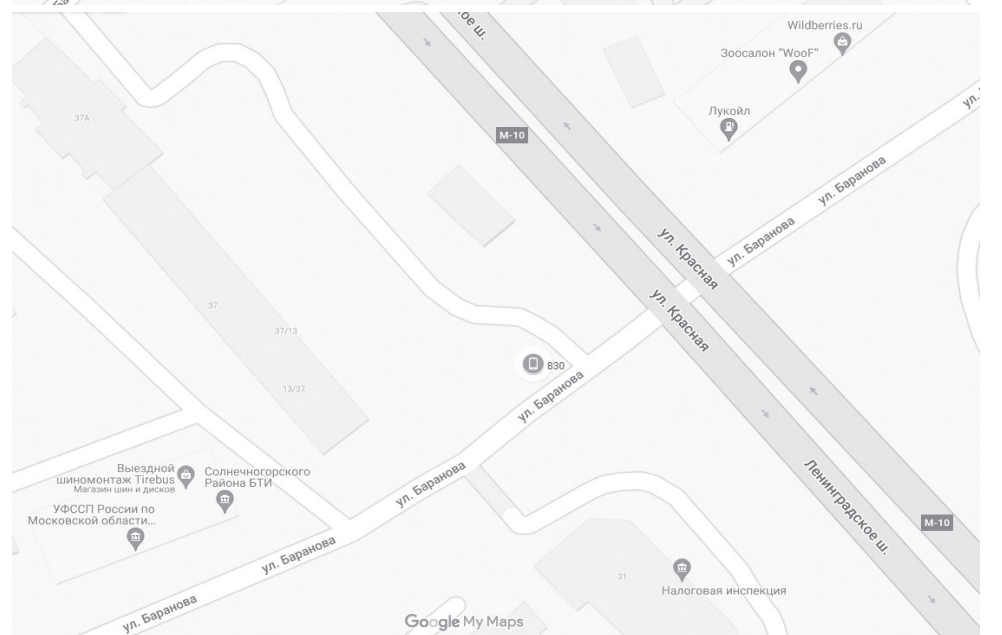 кое ш.
Wildberries.ru
Зоосалон "WooF"
Лукойл
ул.
37А
М-10
ул. Баранова
ул. Баранова
ул. Красная
ул. Красная
37
37/13
13/37
830
ул. Баранова
Выездной
шиномонтаж Tirebus
Магазин шин и дисков
Солнечногорского
Района БТИ
УФССП России по
Московской области...
ул. Баранова
ул. Баранова
ул. Баранова
Ленинградское ш.
М-10
31
Налоговая инспекция
Google My Maps